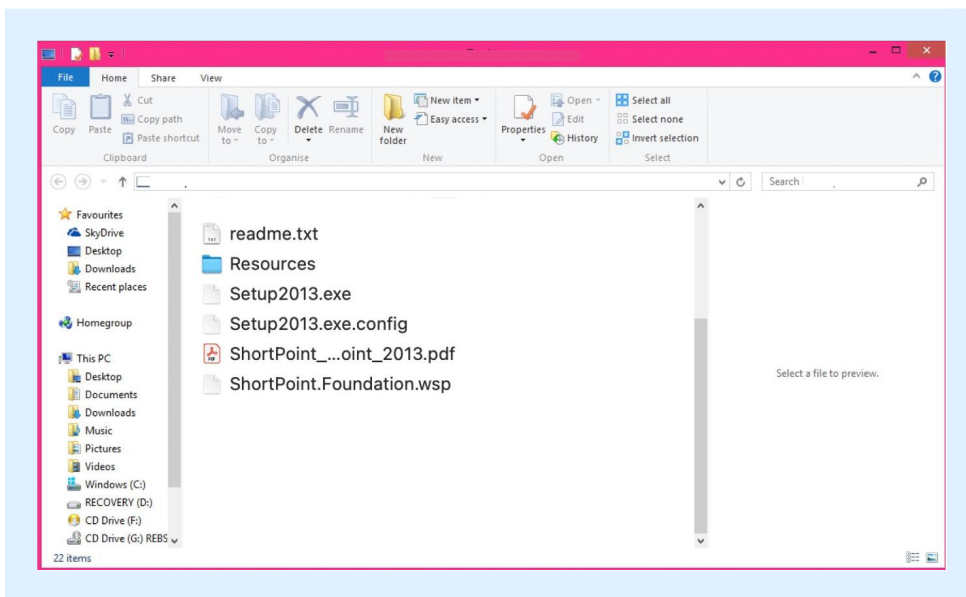 File Home Share View
Copy
Paste
Cut
Copy path
Paste shortcut
Clipboard
Move to
Copy to
Delete
Rename
Organise
New folder
New item
Easy access
New
Properties
Open
Edit
History
Open
Select all
Select none
Invert selection
Select
Search
Favourites
SkyDrive
Desktop
Downloads
Recent places
Homegroup
This PC
Desktop
Documents
Downloads
Music
Pictures
Videos
Windows (C:)
RECOVERY (D:)
CD Drive (F:)
CD Drive (G:) REBS
readme.txt
Resources
Setup2013.exe
Setup2013.exe.config
ShortPoint_...oint_2013.pdf
ShortPoint.Foundation.wsp
Select a file to preview.
22 items